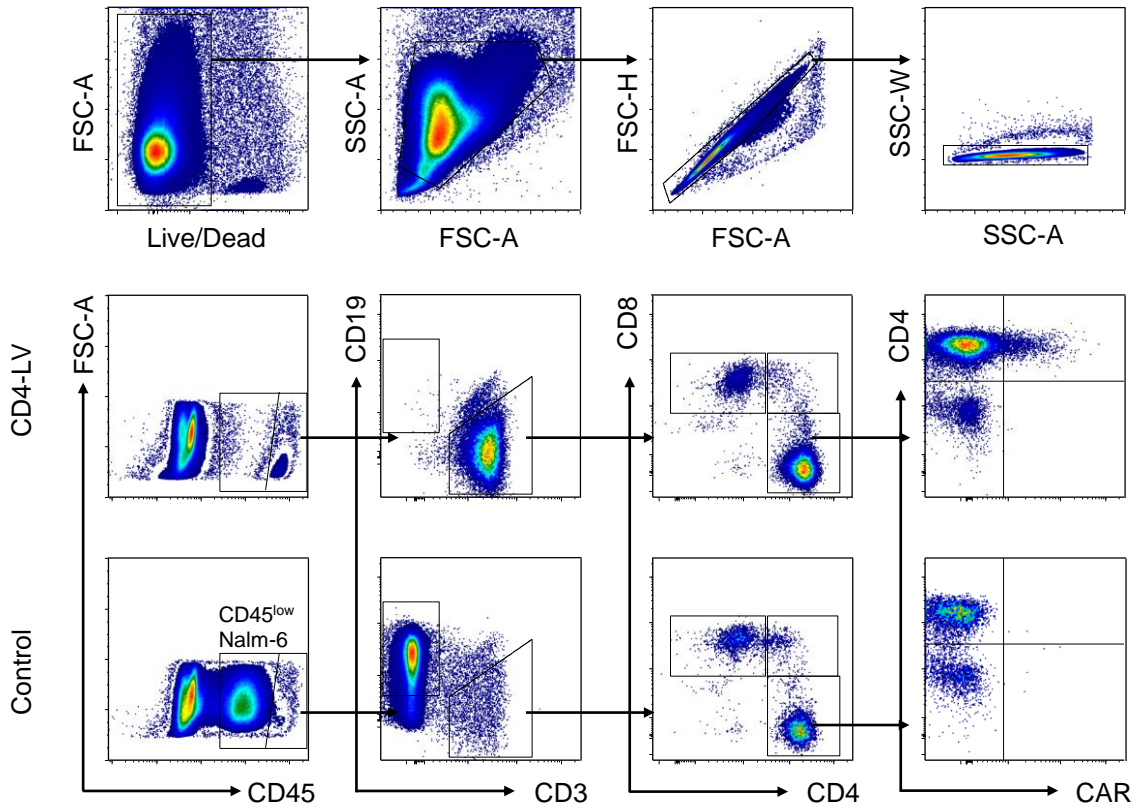 FSC-A
Live/Dead
SSC-A
FSC-A
FSC-H
FSC-A
SSC-W
SSC-A
CD4-LV
FSC-A
CD19
CD8
CD4
Control
CD45low
Nalm-6
CD45
CD3
CD4
CAR